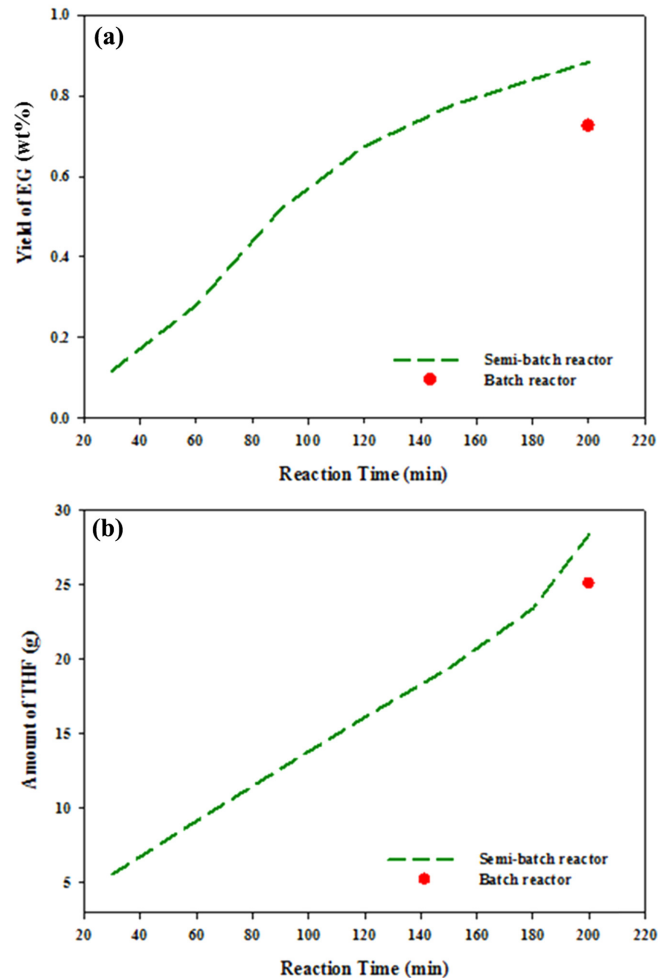 (a)
1.0
0.8
0.6
0.4
0.2
0.0
Yield of EG (wt%)
Semi-batch reactor
Batch reactor
20 40 60 80 100 120 140 160 180 200 220
Reaction Time (min)
(b)
30
25
20
15
10
5
Amount of THF (g)
Semi-batch reactor
Batch reactor
20 40 60 80 100 120 140 160 180 200 220
Reaction Time (min)